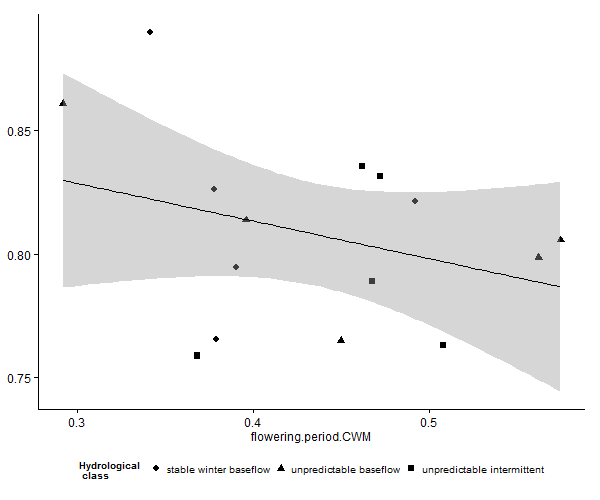 0.85
0.80
0.75
0.3 0.4 0.5
flowering.period.CWM
Hydrological
class
stable winter baseflow unpredictable baseflow unpredictable intermittent